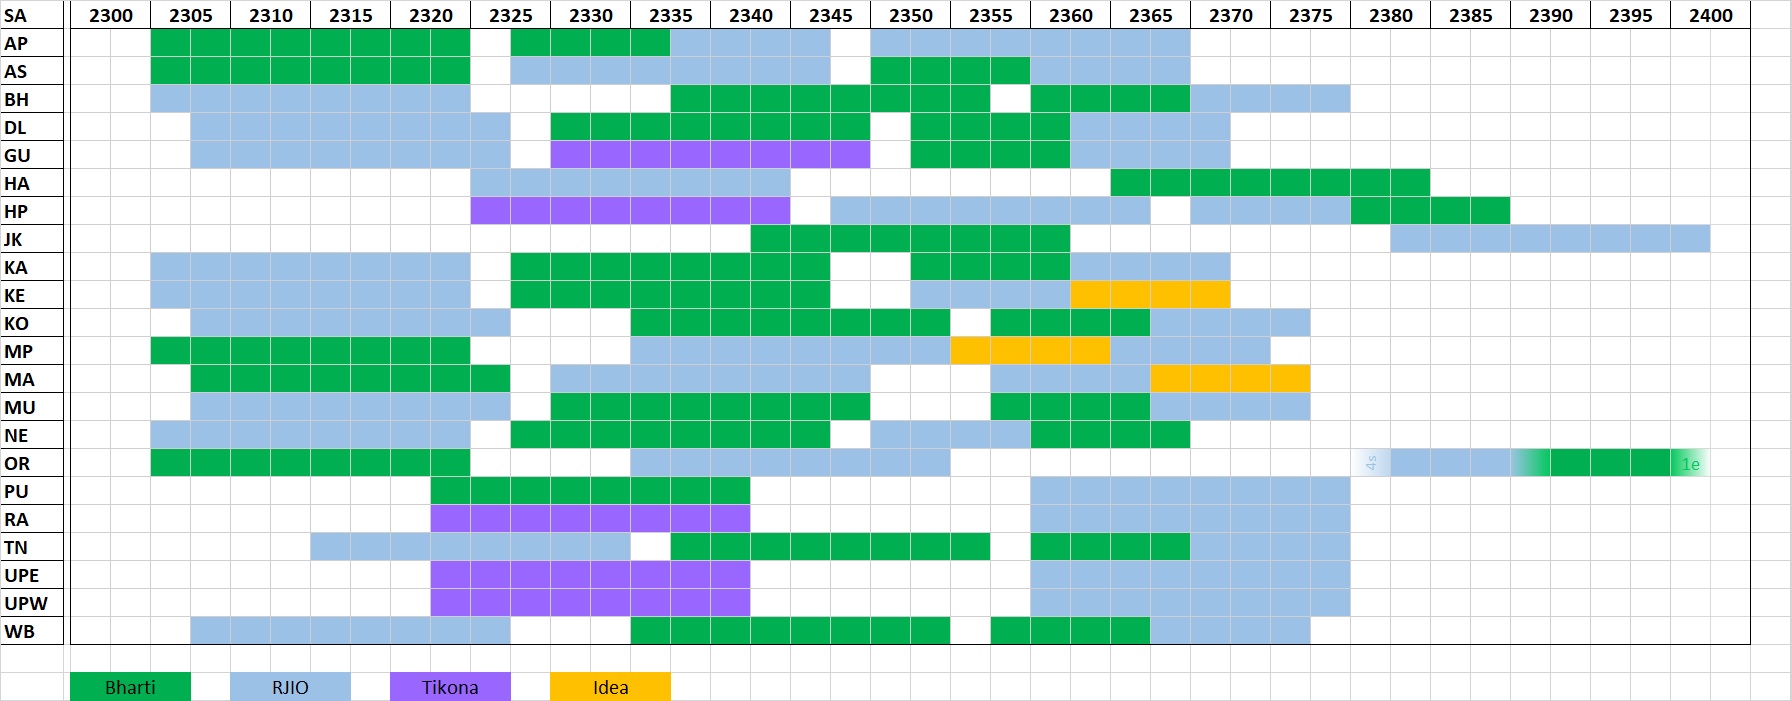 SA 2300 2305 2310 2315 2320 2325 2330 2335 2340 2345 2350 2355 2360 2365 2370 2375 2380 2385 2390 2395 2400
AP
AS
BH
DL
GU
HA
HP
JK
KA
KE
KO
MP
MA
MU
NE
OR 4s 1e
PU
RA
TN
UPE
UPW
WB
Bharti RJIO Tikona Idea